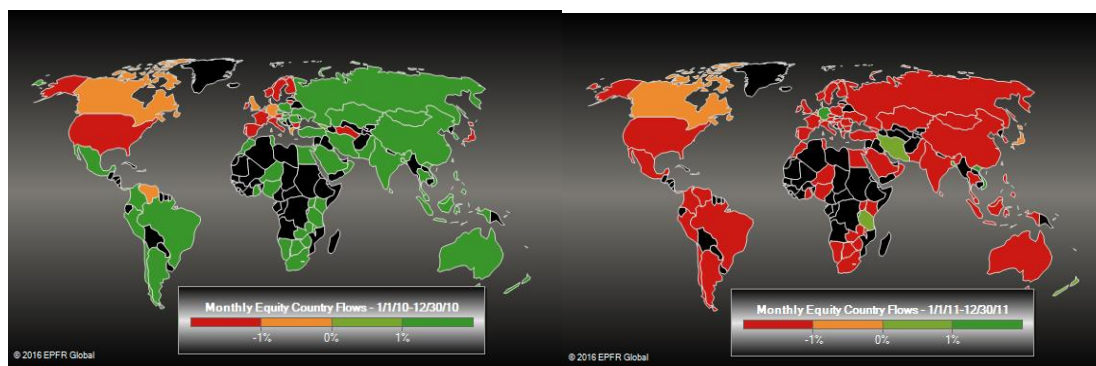 Monthly Equity Country Flows - 1/1/10-12/30/10
-1% 0% 1%
© 2016 EPFR Global
Monthly Equity Country Flows - 1/1/11-12/30/11
-1% 0% 1%
© 2016 EPFR Global